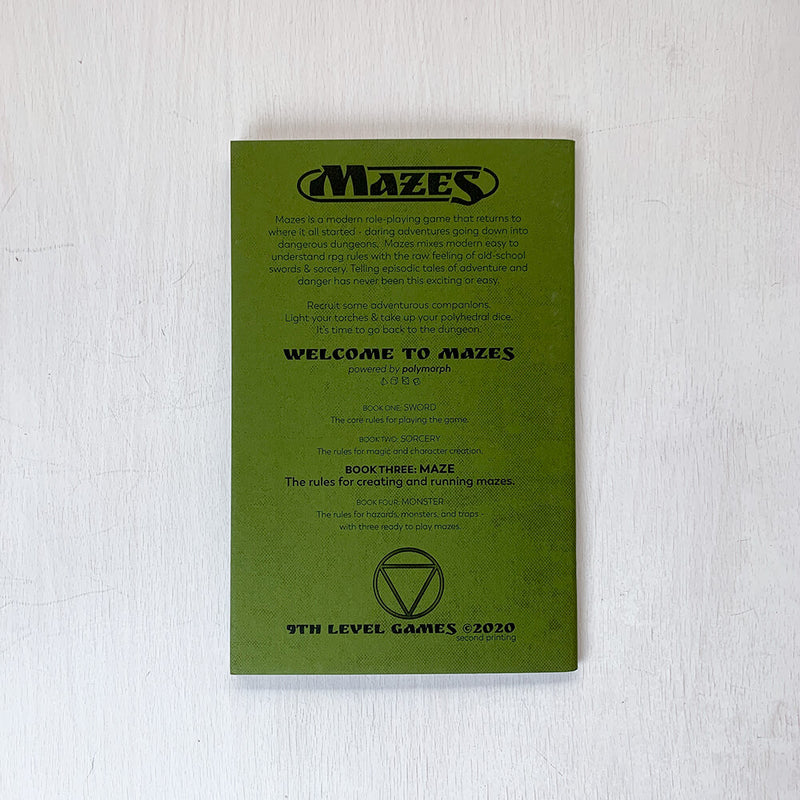 MAZES
Mazes is a modern role-playing game that returns to
where it all started - daring adventures going down into
dangerous dungeons. Mazes mixes modern easy to
understand rpg rules with the raw feeling of old-school
swords & sorcery. Telling episodic tales of adventure and
danger has never been this exciting or easy.
Recruit some adventurous companions.
Light your torches & take up your polyhedral dice.
It's time to go back to the dungeon.
WELCOME TO MAZES
powered by polymorph
BOOK ONE: SWORD
The core rules for playing the game.
BOOK TWO: SORCERY
The rules for magic and character creation.
BOOK THREE: MAZE
The rules for creating and running mazes.
BOOK FOUR: MONSTER
The rules for hazards, monsters, and traps -
with three ready to play mazes.
9TH LEVEL GAMES ©2020
second printing